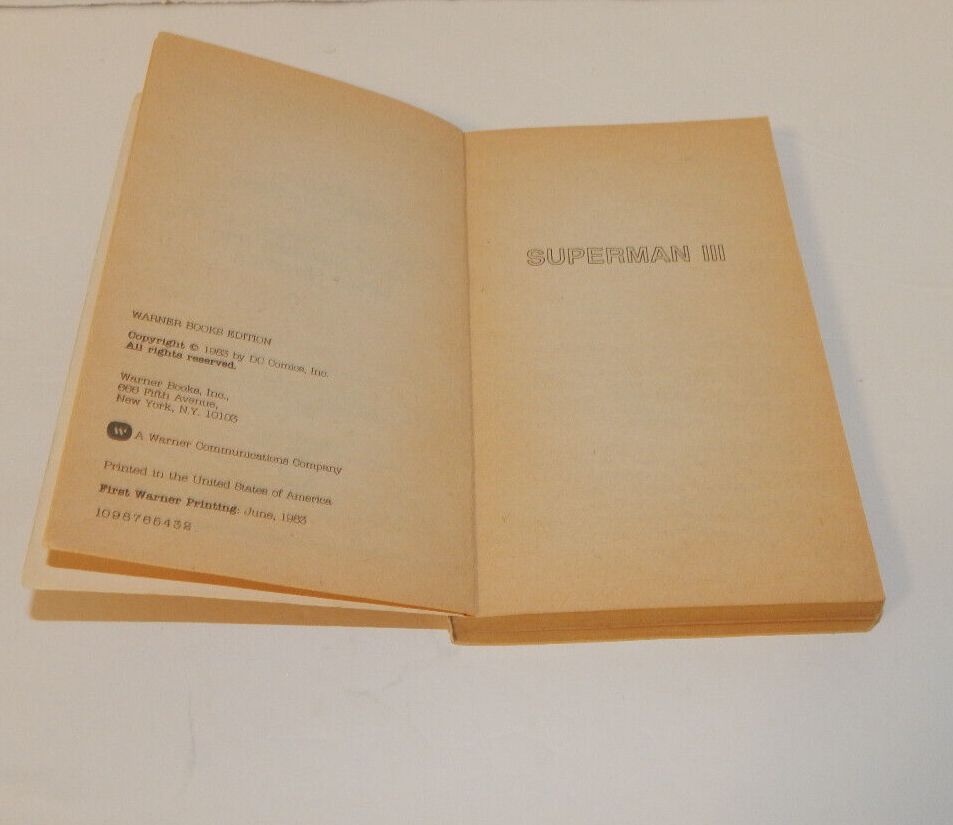 WARNER BOOKS EDITION
Copyright © 1983 by DC Comics, Inc.
All rights reserved.
Warner Books, Inc.,
666 Fifth Avenue,
New York, N.Y. 10103
W A Warner Communications Company
Printed in the United States of America
First Warner Printing: June, 1983
10 9 8 7 6 5 4 3 2
SUPERMAN III